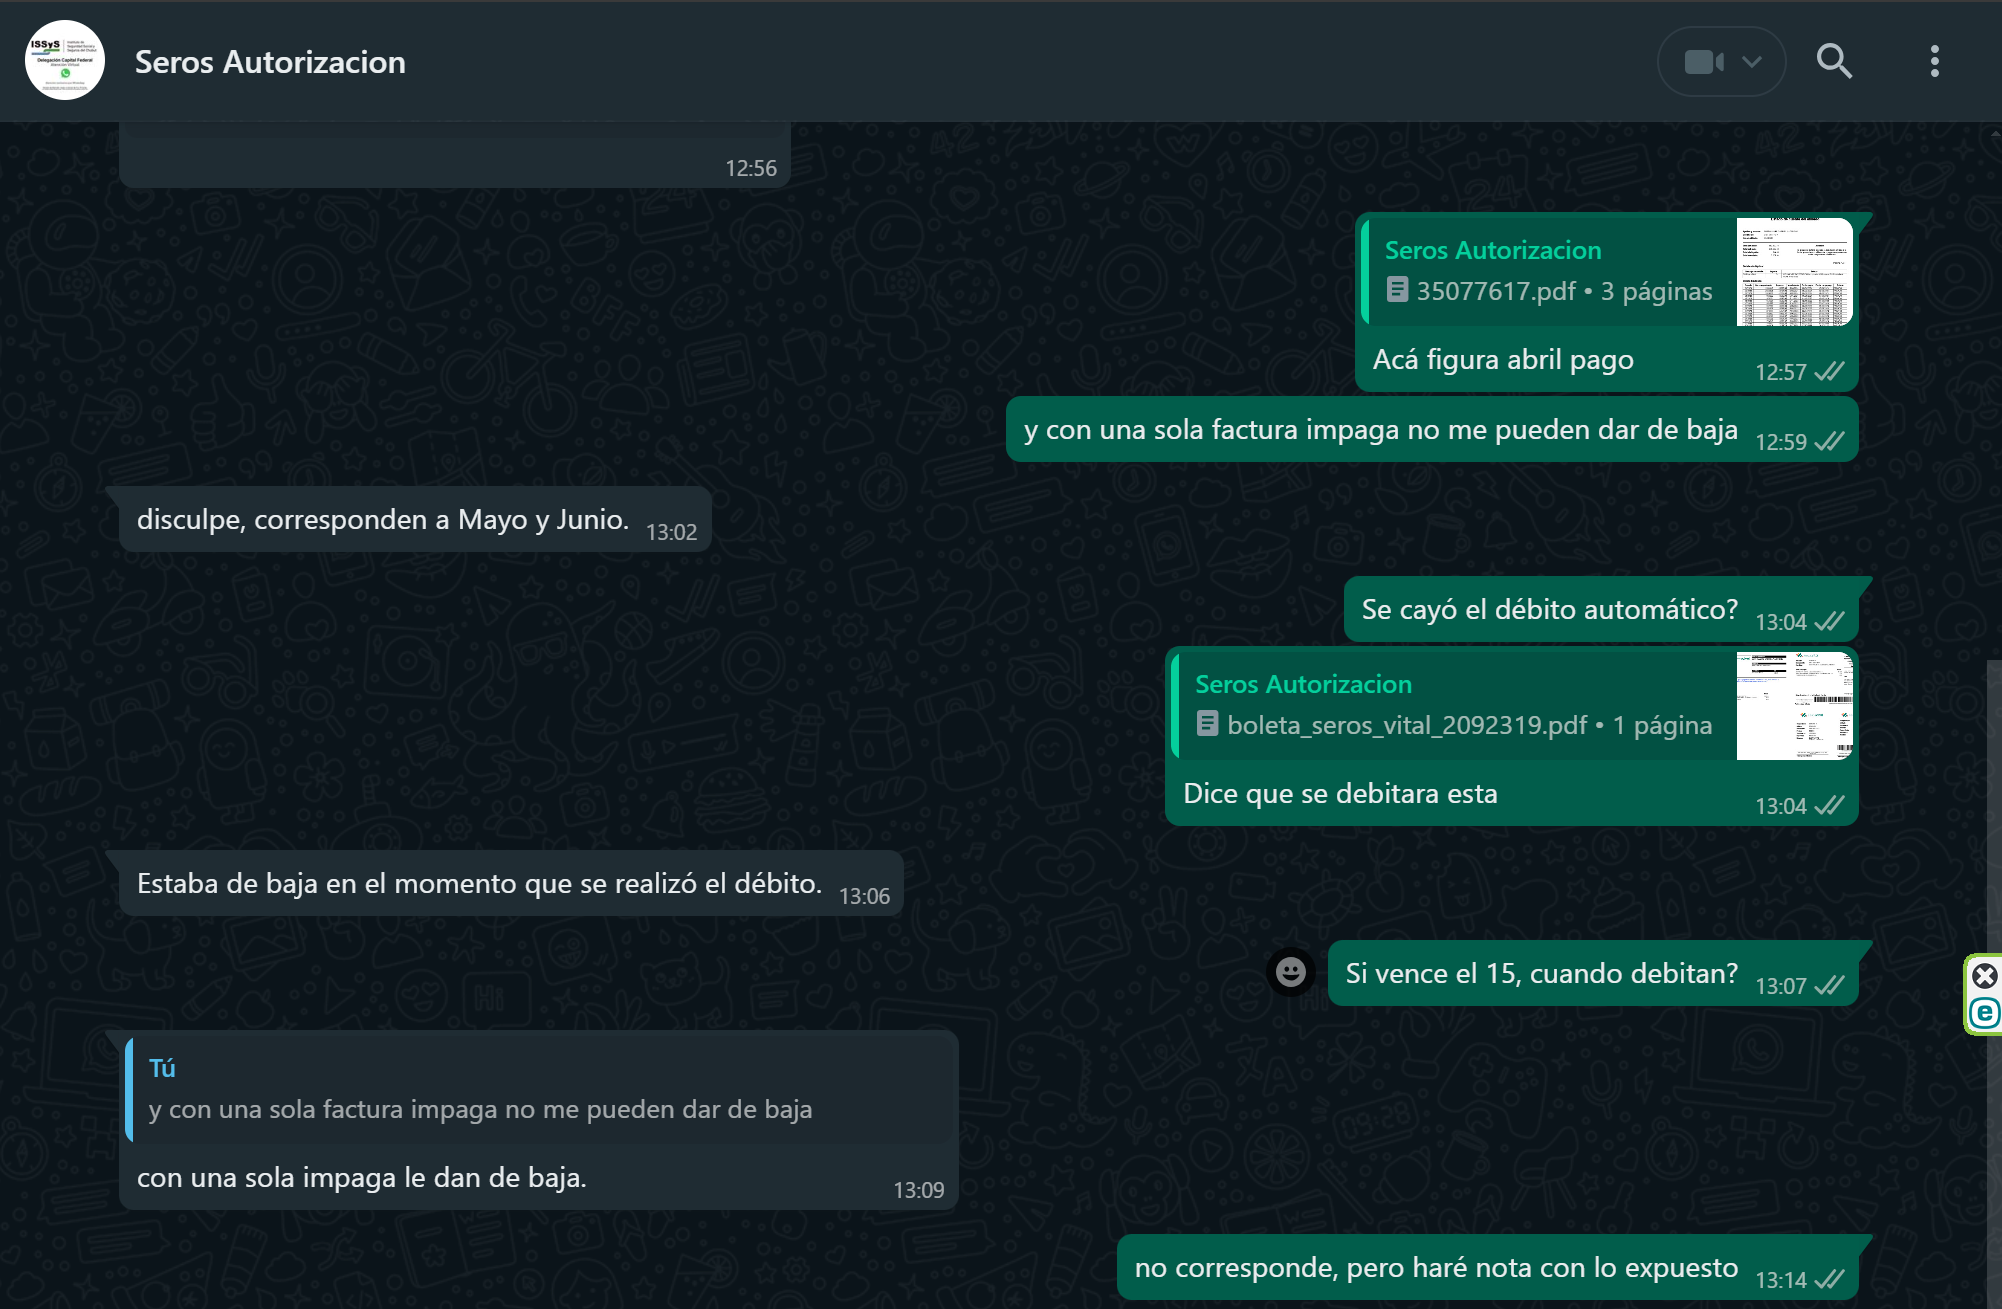 ISSyS
Delegación Capital Federal
Seros Autorizacion
12:56
Seros Autorizacion
35077617.pdf • 3 páginas
Acá figura abril pago
12:57
y con una sola factura impaga no me pueden dar de baja
12:59
disculpe, corresponden a Mayo y Junio.
13:02
Se cayó el débito automático?
13:04
Seros Autorizacion
boleta_seros_vital_2092319.pdf • 1 página
Dice que se debitara esta
13:04
Estaba de baja en el momento que se realizó el débito.
13:06
Si vence el 15, cuando debitan?
13:07
Tú
y con una sola factura impaga no me pueden dar de baja
con una sola impaga le dan de baja.
13:09
no corresponde, pero haré nota con lo expuesto
13:14